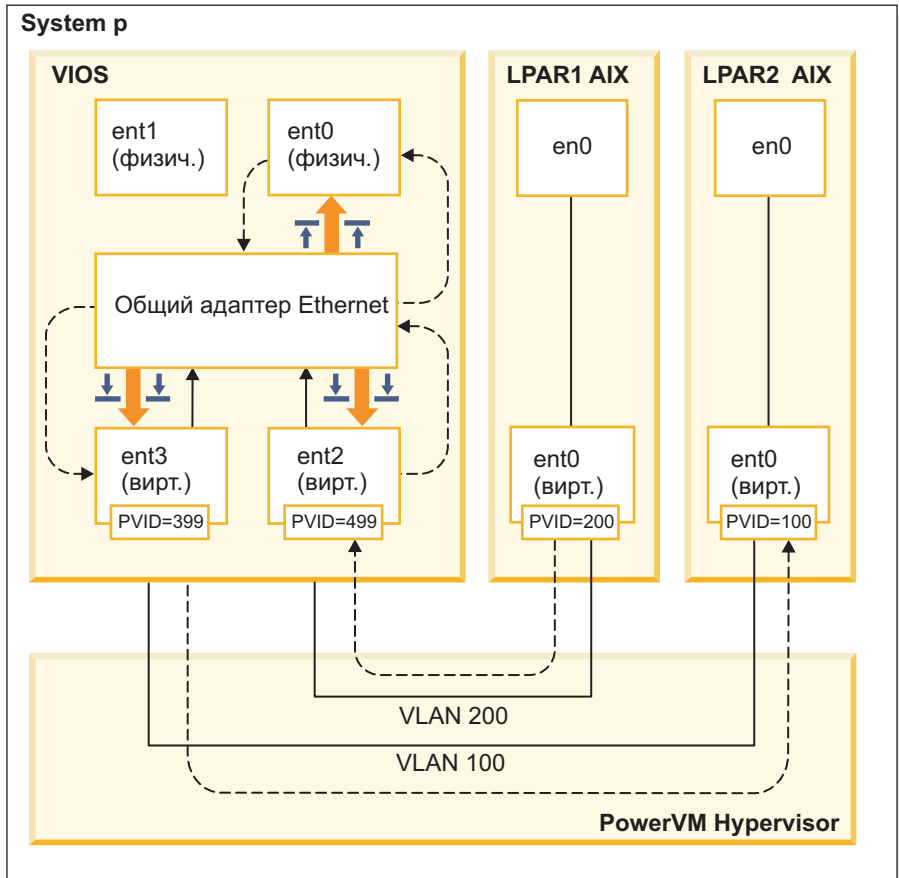 System p
VIOS
ent1
(физич.)
ent0
(физич.)
Общий адаптер Ethernet
ent3
(вирт.)
PVID=399
ent2
(вирт.)
PVID=499
LPAR1 AIX
en0
ent0
(вирт.)
PVID=200
LPAR2 AIX
en0
ent0
(вирт.)
PVID=100
VLAN 200
VLAN 100
PowerVM Hypervisor